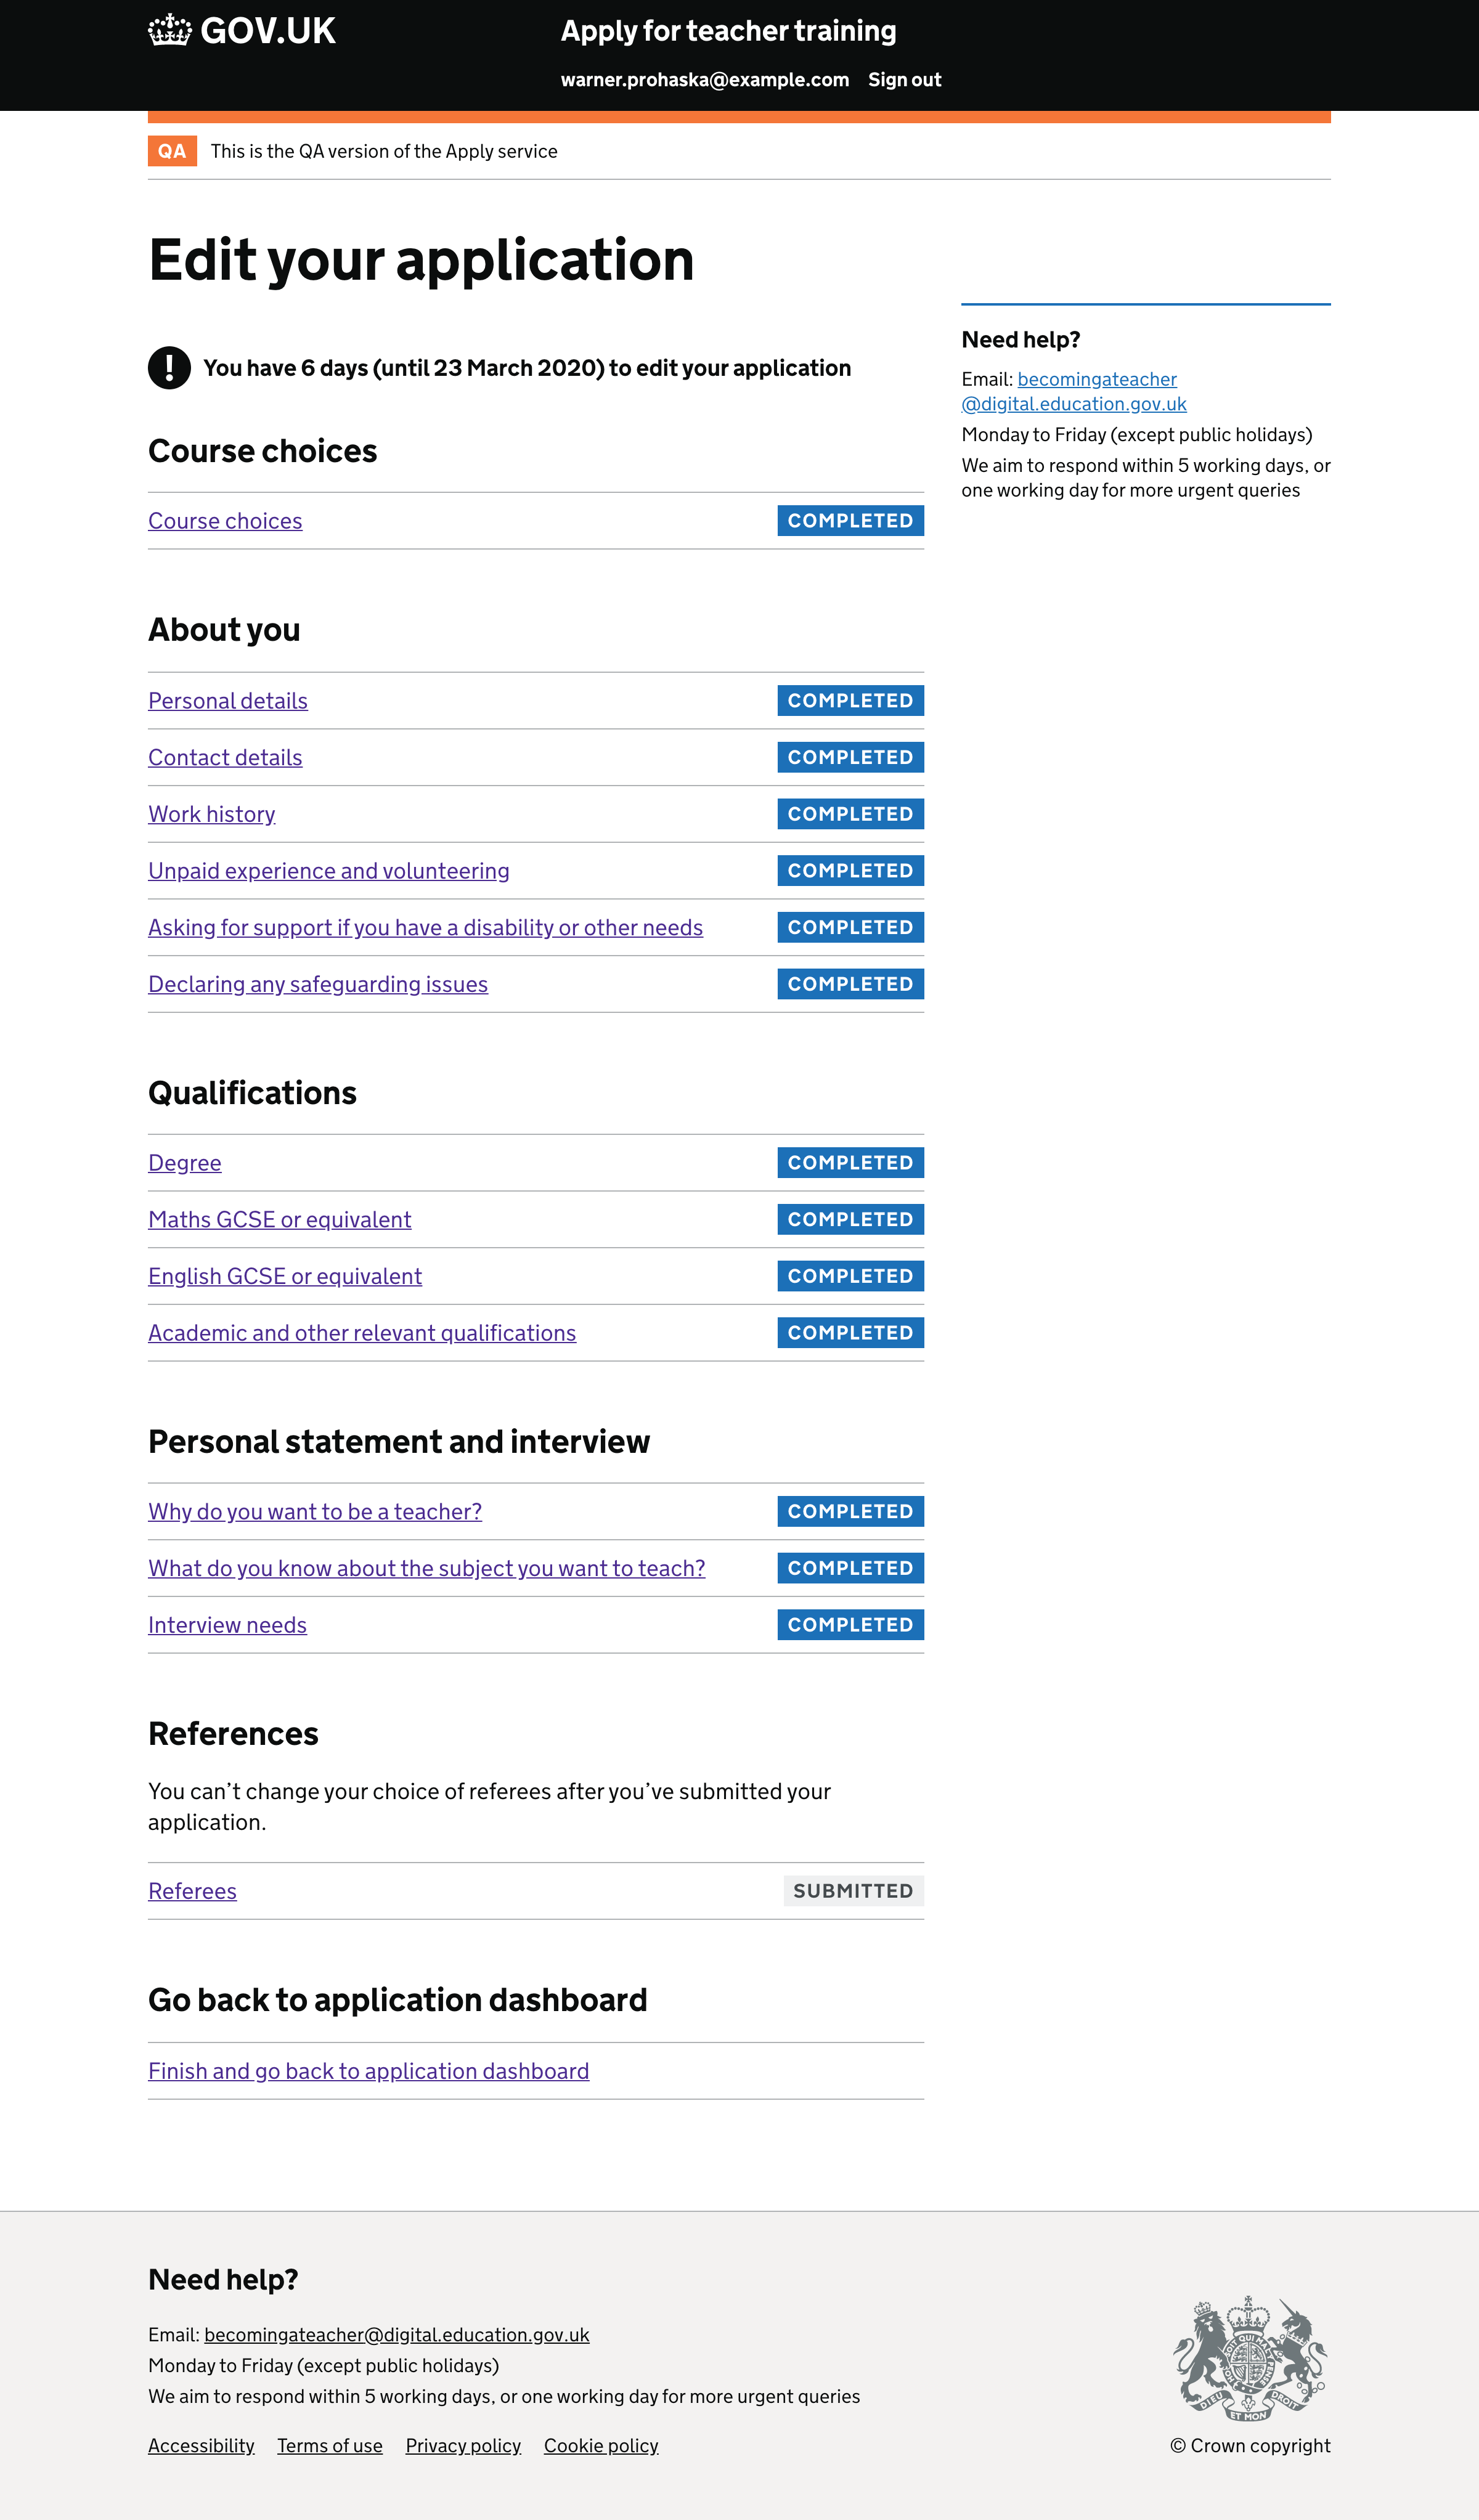 GOV.UK
Apply for teacher training
warner.prohaska@example.com Sign out
QA This is the QA version of the Apply service
Edit your application
! You have 6 days (until 23 March 2020) to edit your application
Course choices
Course choices COMPLETED
About you
Personal details COMPLETED
Contact details COMPLETED
Work history COMPLETED
Unpaid experience and volunteering COMPLETED
Asking for support if you have a disability or other needs COMPLETED
Declaring any safeguarding issues COMPLETED
Qualifications
Degree COMPLETED
Maths GCSE or equivalent COMPLETED
English GCSE or equivalent COMPLETED
Academic and other relevant qualifications COMPLETED
Personal statement and interview
Why do you want to be a teacher? COMPLETED
What do you know about the subject you want to teach? COMPLETED
Interview needs COMPLETED
References
You can’t change your choice of referees after you’ve submitted your
application.
Referees SUBMITTED
Go back to application dashboard
Finish and go back to application dashboard
Need help?
Email: becomingateacher
@digital.education.gov.uk
Monday to Friday (except public holidays)
We aim to respond within 5 working days, or
one working day for more urgent queries
Need help?
Email: becomingateacher@digital.education.gov.uk
Monday to Friday (except public holidays)
We aim to respond within 5 working days, or one working day for more urgent queries
Accessibility Terms of use Privacy policy Cookie policy
DIEU ET MON DROIT
© Crown copyright